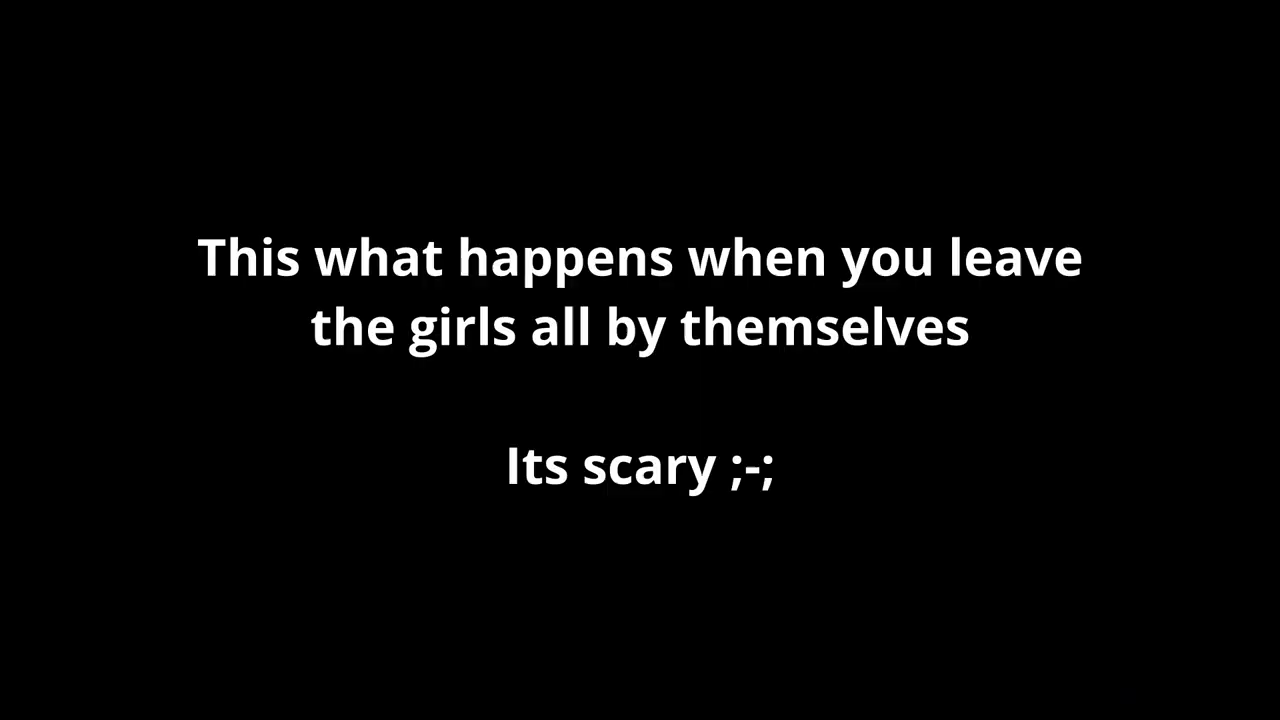 This what happens when you leave
the girls all by themselves
Its scary ;-;